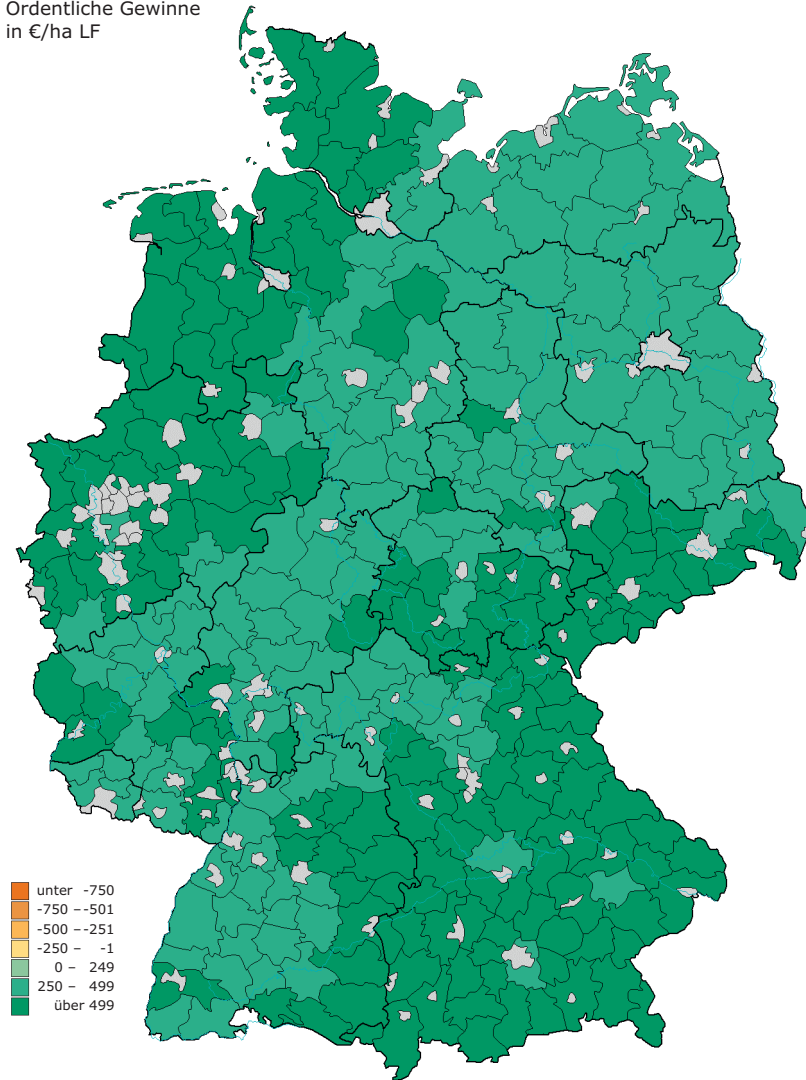 Ordentliche Gewinne
in €/ha LF
unter -750
-750 – -501
-500 – -251
-250 – -1
0 – 249
250 – 499
über 499